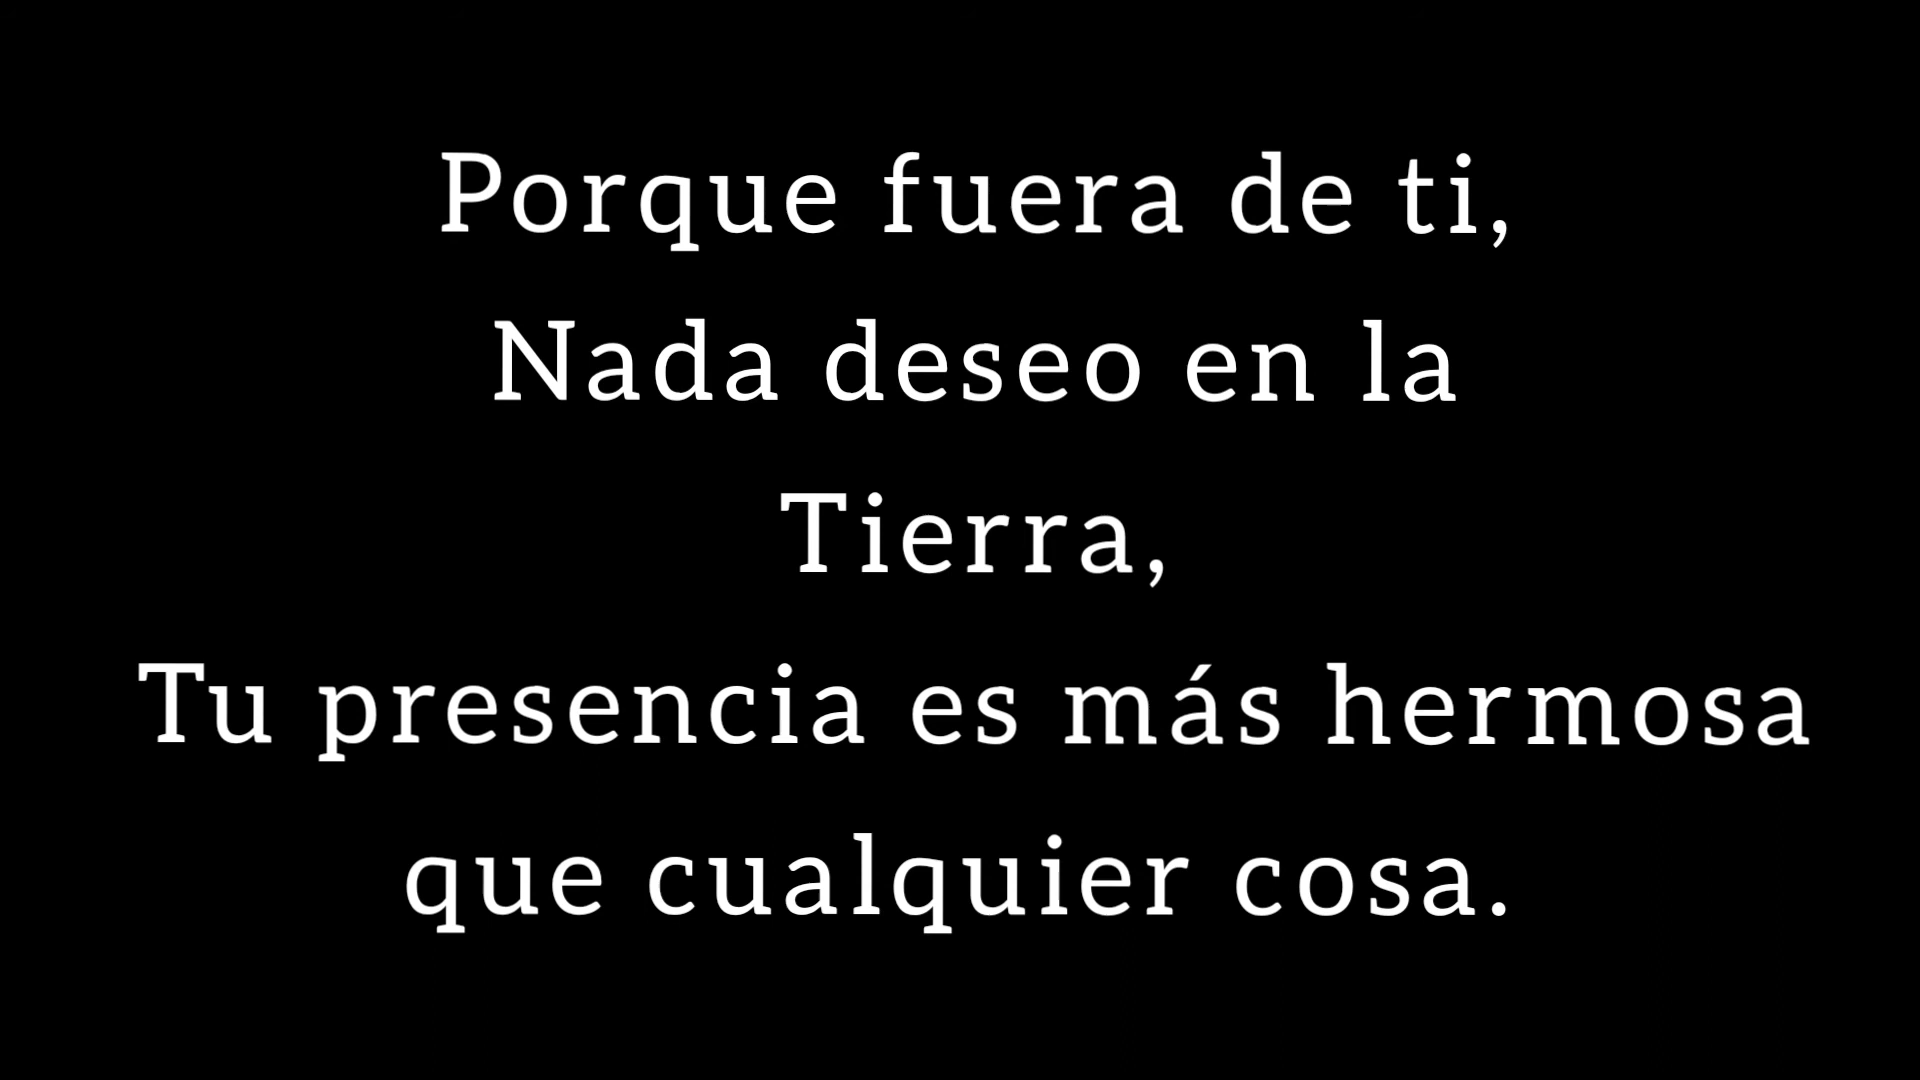 Porque fuera de ti,
Nada deseo en la
Tierra,
Tu presencia es más hermosa
que cualquier cosa.